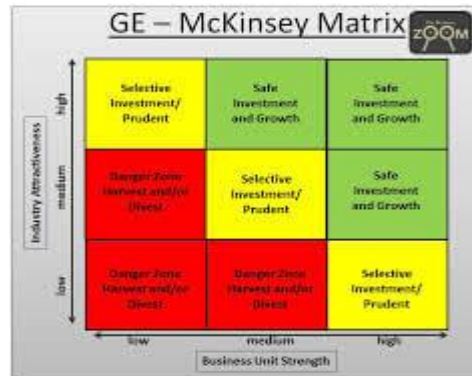 GE – McKinsey Matrix
ZOOM
high
Selective
Investment/
Prudent
Safe
Investment
and Growth
Safe
Investment
and Growth
Industry Attractiveness
medium
Danger Zone
Harvest and/or
Divest
Selective
Investment/
Prudent
Safe
Investment
and Growth
low
Danger Zone
Harvest and/or
Divest
Danger Zone
Harvest and/or
Divest
Selective
Investment/
Prudent
low
medium
high
Business Unit Strength